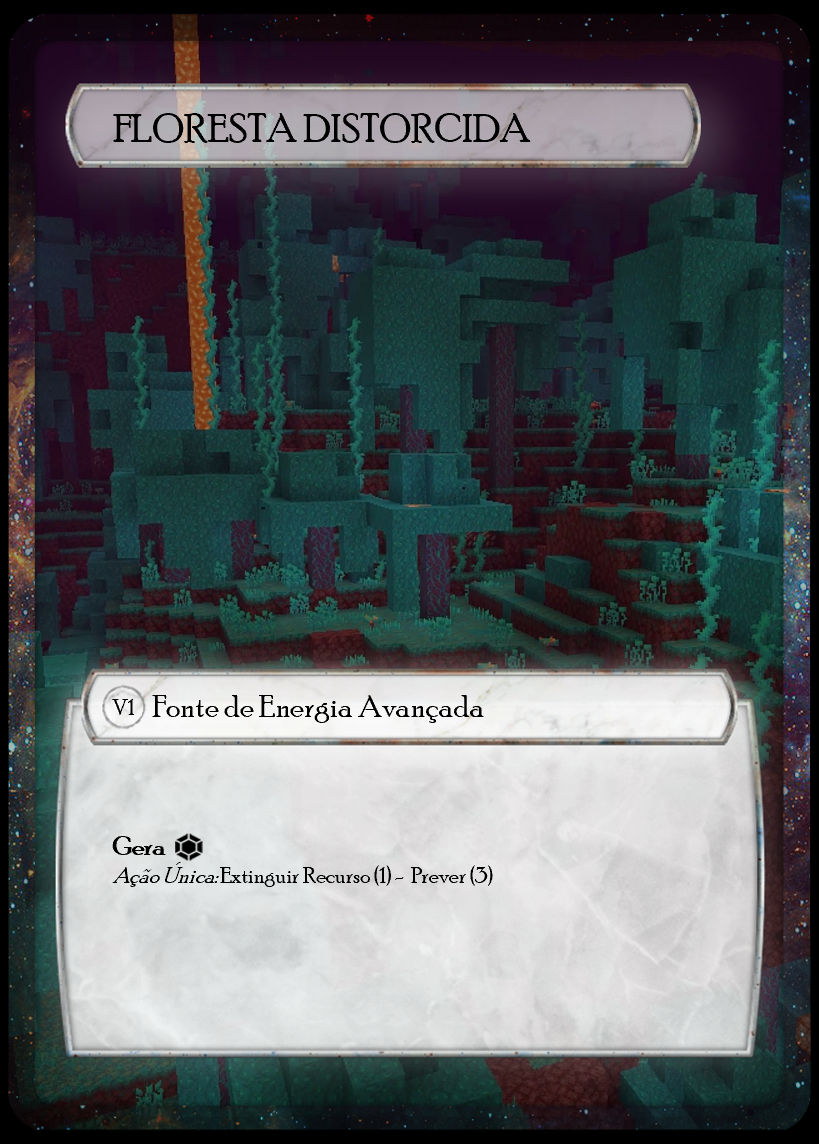 FLORESTA DISTORCIDA
V1 Fonte de Energia Avançada
Gera
Ação Única: Extinguir Recurso (1) ~ Prever (3)